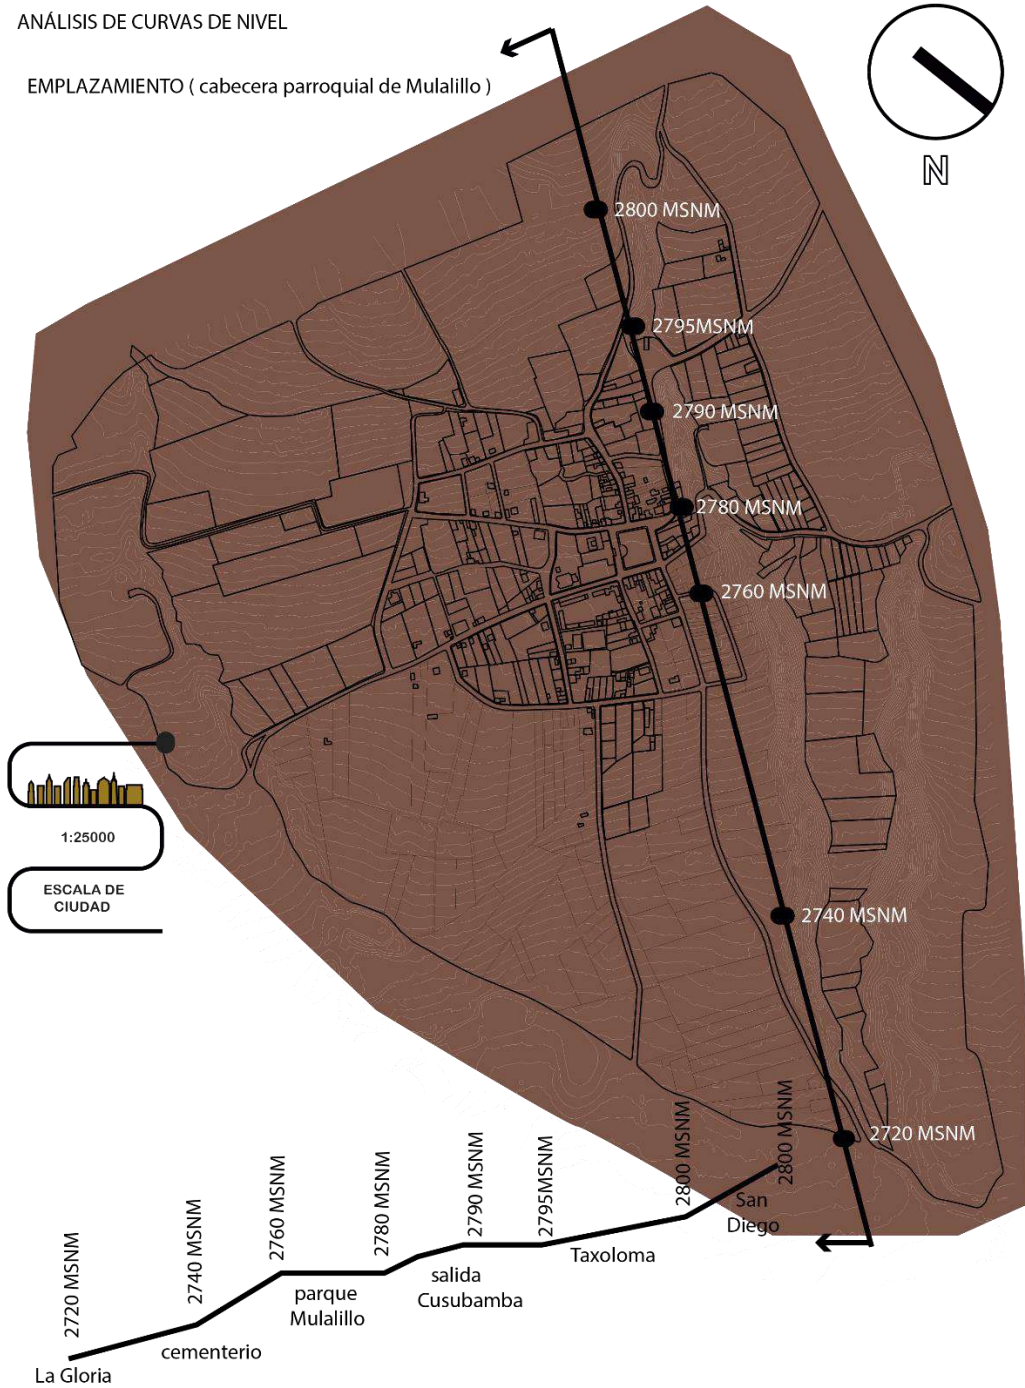 ANÁLISIS DE CURVAS DE NIVEL
EMPLAZAMIENTO ( cabecera parroquial de Mulalillo )
N
2800 MSNM
2795MSNM
2790 MSNM
2780 MSNM
2760 MSNM
2740 MSNM
2720 MSNM
1:25000
ESCALA DE
CIUDAD
2720 MSNM
2740 MSNM
2760 MSNM
2780 MSNM
2790 MSNM
2795MSNM
2800 MSNM
2800 MSNM
La Gloria
cementerio
parque
Mulalillo
salida
Cusubamba
Taxoloma
San
Diego